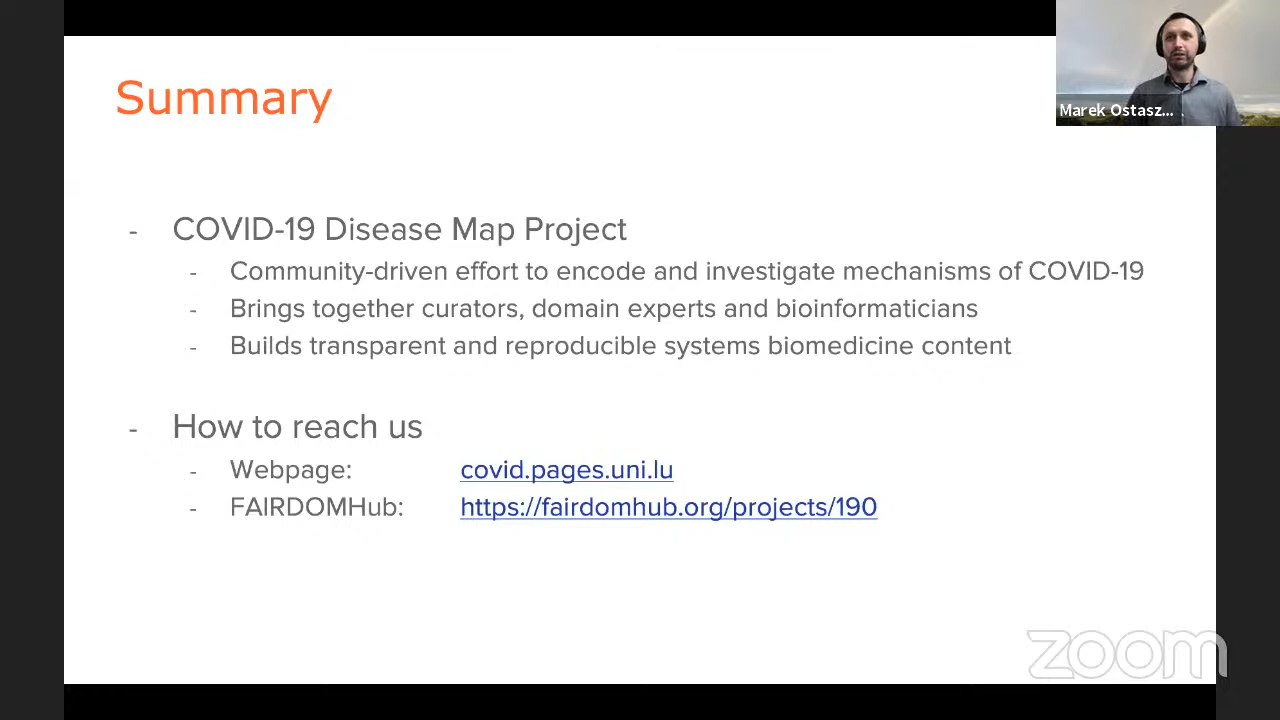 Summary
Marek Ostasz...
- COVID-19 Disease Map Project
- Community-driven effort to encode and investigate mechanisms of COVID-19
- Brings together curators, domain experts and bioinformaticians
- Builds transparent and reproducible systems biomedicine content
- How to reach us
- Webpage: covid.pages.uni.lu
- FAIRDOMHub: https://fairdomhub.org/projects/190
zoom